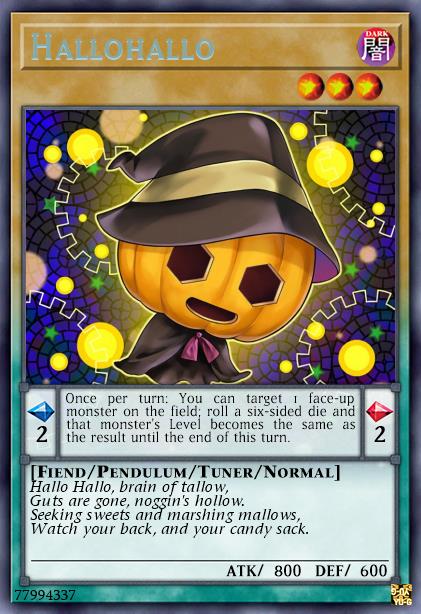 HALLOHALLO
DARK
闇
Once per turn: You can target 1 face-up
monster on the field; roll a six-sided die and
that monster's Level becomes the same as
the result until the end of this turn.
2
2
[FIEND/PENDULUM/TUNER/NORMAL]
Hallo Hallo, brain of tallow,
Guts are gone, noggin's hollow.
Seeking sweets and marshing mallows,
Watch your back, and your candy sack.
ATK/ 800 DEF/ 600
77994337